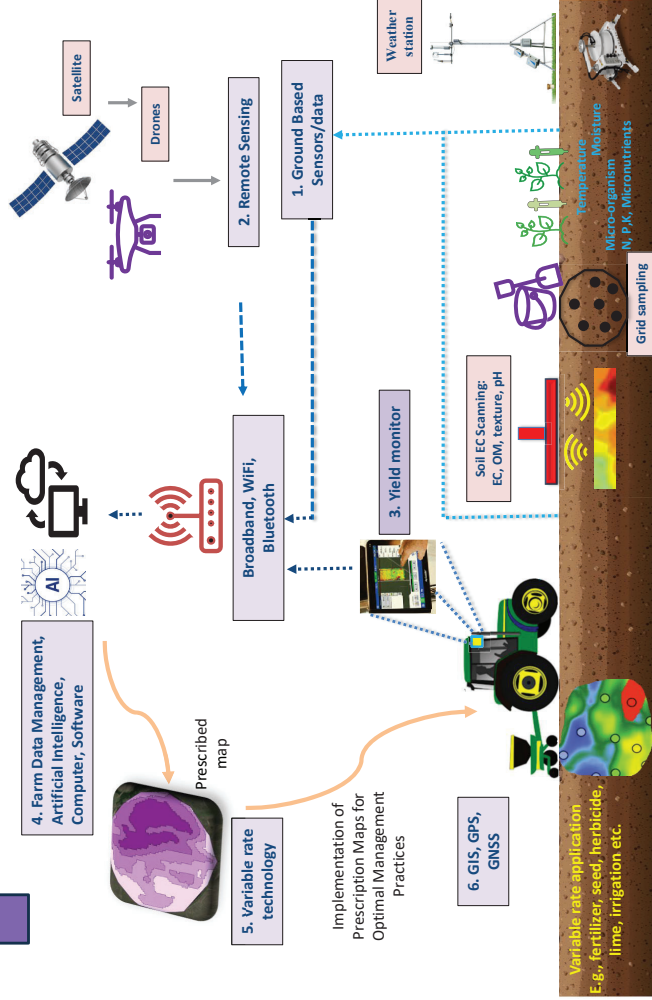 Satellite
Drones
2. Remote Sensing
1. Ground Based
Sensors/data
Weather
station
Broadband, WiFi,
Bluetooth
AI
4. Farm Data Management,
Artificial Intelligence,
Computer, Software
Prescribed
map
5. Variable rate
technology
Implementation of
Prescription Maps for
Optimal Management
Practices
3. Yield monitor
6. GIS, GPS,
GNSS
Soil EC Scanning:
EC, OM, texture, pH
Temperature
Moisture
Micro-organism
N, P,K, Micronutrients
Grid sampling
Variable rate application
E.g., fertilizer, seed, herbicide,
lime, irrigation etc.